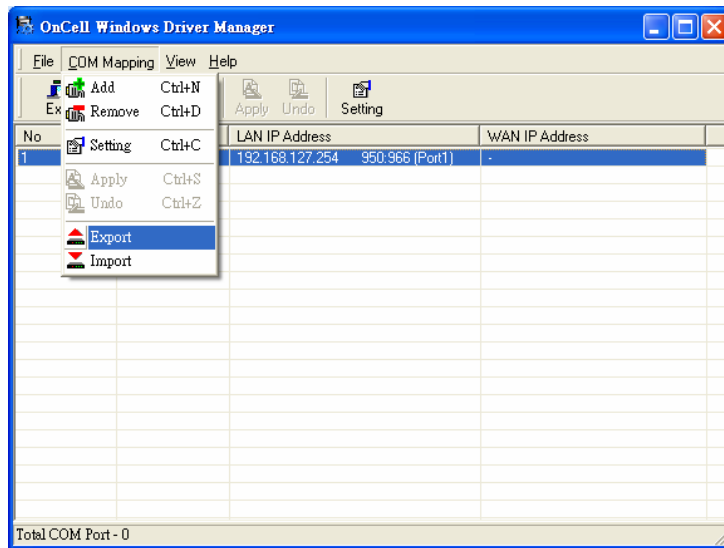 OnCell Windows Driver Manager
File COM Mapping View Help
Add Ctrl+N
Remove Ctrl+D
Setting Ctrl+C
Apply Ctrl+S
Undo Ctrl+Z
Export
Import
Ex
Apply Undo Setting
No LAN IP Address WAN IP Address
1 192.168.127.254 950:966 (Port1) -
Total COM Port - 0